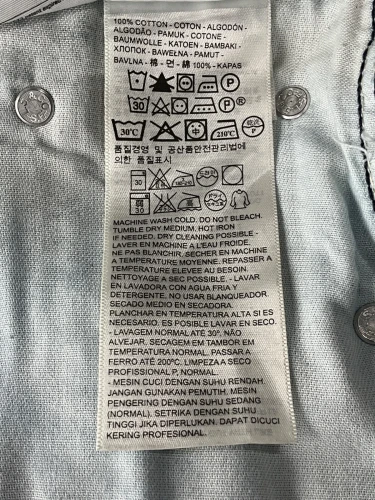 100% COTTON - COTON - ALGODÓN -
ALGODÃO - PAMUK - COTONE -
BAUMWOLLE - KATOEN - BAMBAKI -
ХЛОПОК - BAWEŁNA - PAMUT -
BAVLNA - 棉 - 면 - 綿 100% - KAPAS
P
30 P®
30°C 210°C
품질경영 및 공산품안전관리법에
의한 품질표시
30
30
MACHINE WASH COLD. DO NOT BLEACH.
TUMBLE DRY MEDIUM. HOT IRON
IF NEEDED. DRY CLEANING POSSIBLE -
LAVER EN MACHINE A L'EAU FROIDE.
NE PAS BLANCHIR, SECHER EN MACHINE
A TEMPERATURE MOYENNE. REPASSER A
TEMPERATURE ELEVEE AU BESOIN.
NETTOYAGE A SEC POSSIBLE - LAVAR
EN LAVADORA CON AGUA FRIA Y
DETERGENTE. NO USAR BLANQUEADOR.
SECADO MEDIO EN SECADORA.
PLANCHAR EN TEMPERATURA ALTA SI ES
NECESARIO. ES POSIBLE LAVAR EN SECO.
- LAVAGEM NORMAL ATÉ 30º. NÃO
ALVEJAR. SECAGEM EM TAMBOR EM
TEMPERATURA NORMAL. PASSAR A
FERRO ATÉ 200ºC. LIMPEZA A SECO
PROFISSIONAL P, NORMAL.
- MESIN CUCI DENGAN SUHU RENDAH.
JANGAN GUNAKAN PEMUTIH. MESIN
PENGERING DENGAN SUHU SEDANG
(NORMAL). SETRIKA DENGAN SUHU
TINGGI JIKA DIPERLUKAN. DAPAT DICUCI
KERING PROFESIONAL.